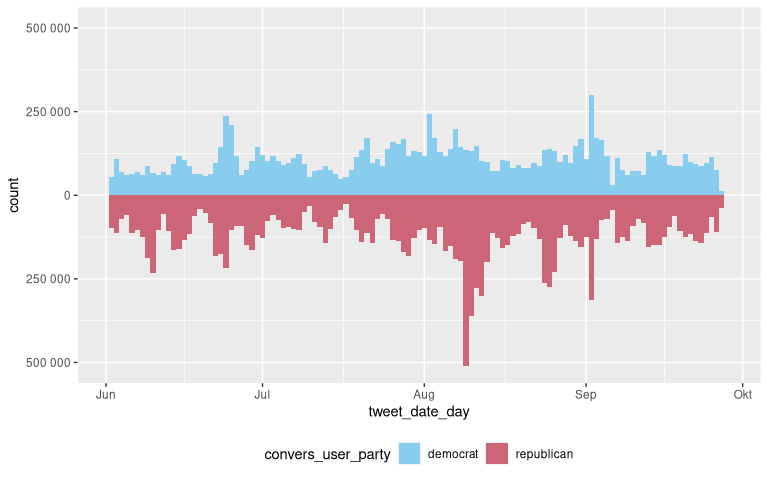 500 000
250 000
0
250 000
500 000
count
Jun Jul Aug Sep Okt
tweet_date_day
convers_user_party democrat republican